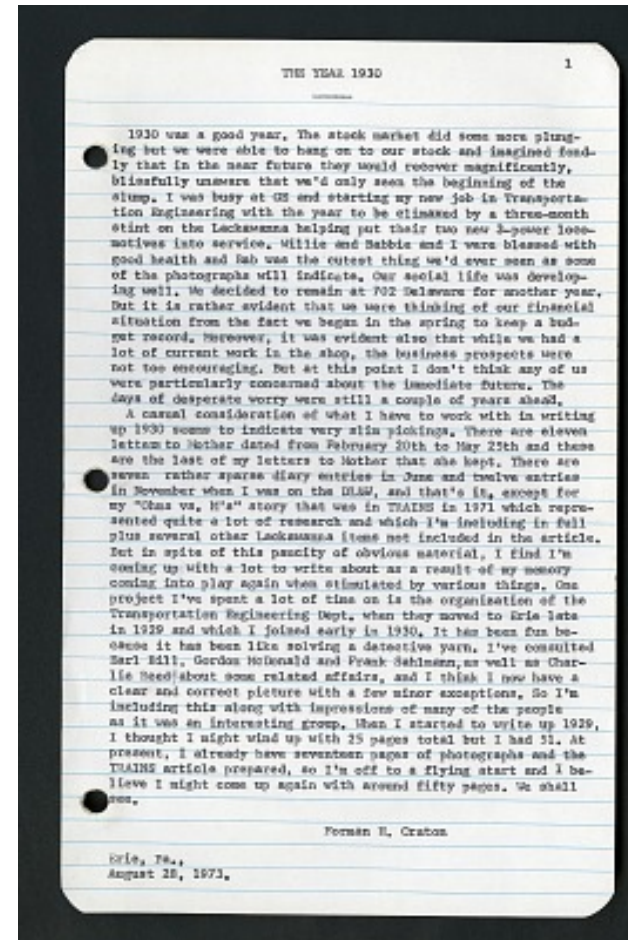 1
THE YEAR 1930
1930 was a good year. The stock market did some more plung-
ing but we were able to hang on to our stock and imagined fond-
ly that in the near future they would recover magnificently,
blissfully unaware that we'd only seen the beginning of the
slump. I was busy at GE and starting my new job in Transporta-
tion Engineering with the year to be climaxed by a three-month
stint on the Lackawanna helping put their two new 3-power loco-
motives into service. Willie and Babbie and I were blessed with
good health and Bab was the cutest thing we'd ever seen as some
of the photographs will indicate. Our social life was develop-
ing well. We decided to remain at 702 Delaware for another year.
But it is rather evident that we were thinking of our financial
situation from the fact we began in the spring to keep a bud-
get record. Moreover, it was evident also that while we had a
lot of current work in the shop, the business prospects were
not too encouraging. But at this point I don't think any of us
were particularly concerned about the immediate future. The
days of desperate worry were still a couple of years ahead.
A casual consideration of what I have to work with in writing
up 1930 seems to indicate very slim pickings. There are eleven
letters to Mother dated from February 20th to May 25th and these
are the last of my letters to Mother that she kept. There are
seven rather sparse diary entries in June and twelve entries
in November when I was on the DL&W, and that's it, except for
my "Ohms vs. M's" story that was in TRAINS in 1971 which repre-
sented quite a lot of research and which I'm including in full
plus several other Lackawanna items not included in the article.
But in spite of this paucity of obvious material, I find I'm
coming up with a lot to write about as a result of my memory
coming into play again when stimulated by various things. One
project I've spent a lot of time on is the organization of the
Transportation Engineering Dept. when they moved to Erie late
in 1929 and which I joined early in 1930. It has been fun be-
cause it has been like solving a detective yarn. I've consulted
Earl Bill, Gordon McDonald and Frank Sahlmann, as well as Char-
lie Reed about some related affairs, and I think I now have a
clear and correct picture with a few minor exceptions. So I'm
including this along with impressions of many of the people
as it was an interesting group. When I started to write up 1929,
I thought I might wind up with 25 pages total but I had 51. At
present, I already have seventeen pages of photographs and the
TRAINS article prepared, so I'm off to a flying start and I be-
lieve I might come up again with around fifty pages. We shall
see.
Forman H. Craton
Erie, Pa.,
August 28, 1973.